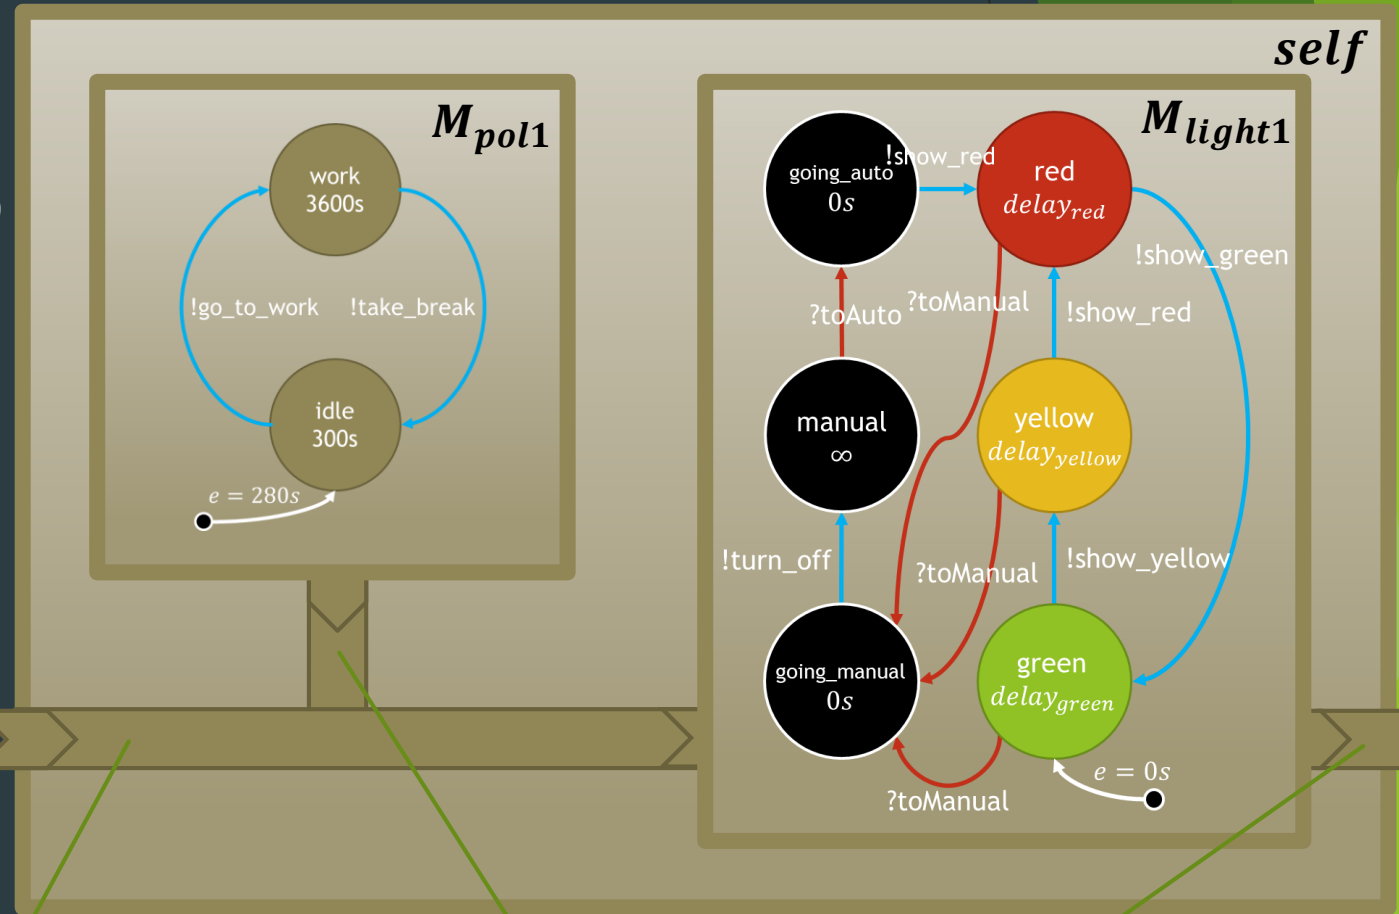 self
M_pol1
work
3600s
!go_to_work
!take_break
idle
300s
e = 280s
M_light1
going_auto
0s
!show_red
red
delay_red
!show_green
?toAuto
?toManual
!show_red
manual
∞
yellow
delay_yellow
!turn_off
?toManual
!show_yellow
going_manual
0s
green
delay_green
e = 0s
?toManual